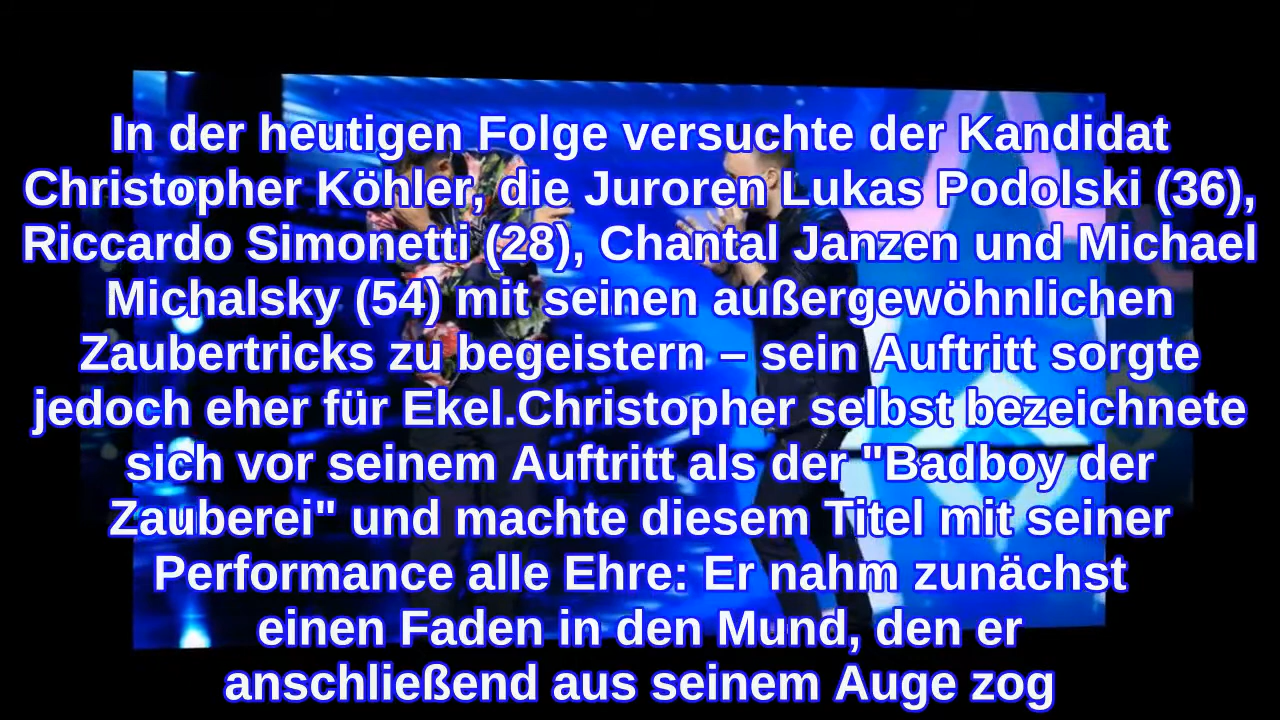 In der heutigen Folge versuchte der Kandidat
Christopher Köhler, die Juroren Lukas Podolski (36),
Riccardo Simonetti (28), Chantal Janzen und Michael
Michalsky (54) mit seinen außergewöhnlichen
Zaubertricks zu begeistern – sein Auftritt sorgte
jedoch eher für Ekel.Christopher selbst bezeichnete
sich vor seinem Auftritt als der "Badboy der
Zauberei" und machte diesem Titel mit seiner
Performance alle Ehre: Er nahm zunächst
einen Faden in den Mund, den er
anschließend aus seinem Auge zog